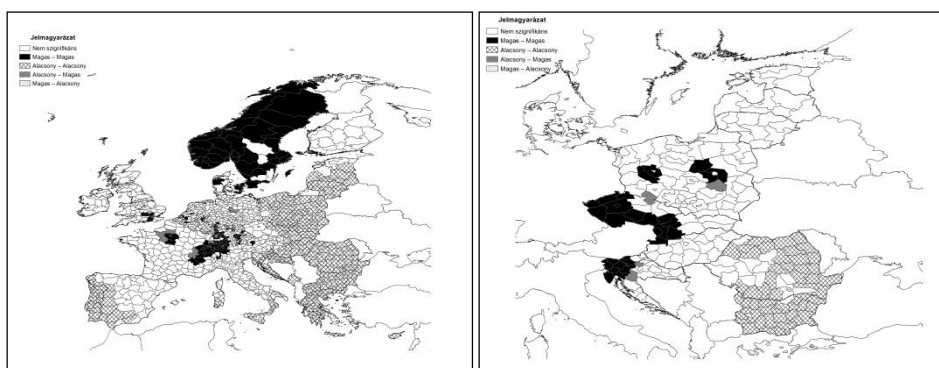 Jelmagyarázat
Nem szignifikáns
Magas – Magas
Alacsony – Alacsony
Alacsony – Magas
Magas – Alacsony
Jelmagyarázat
Nem szignifikáns
Magas – Magas
Alacsony – Alacsony
Alacsony – Magas
Magas – Alacsony